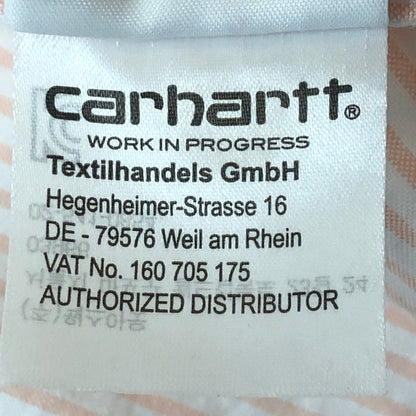 carhartt®
WORK IN PROGRESS
Textilhandels GmbH
Hegenheimer-Strasse 16
DE - 79576 Weil am Rhein
VAT No. 160 705 175
AUTHORIZED DISTRIBUTOR